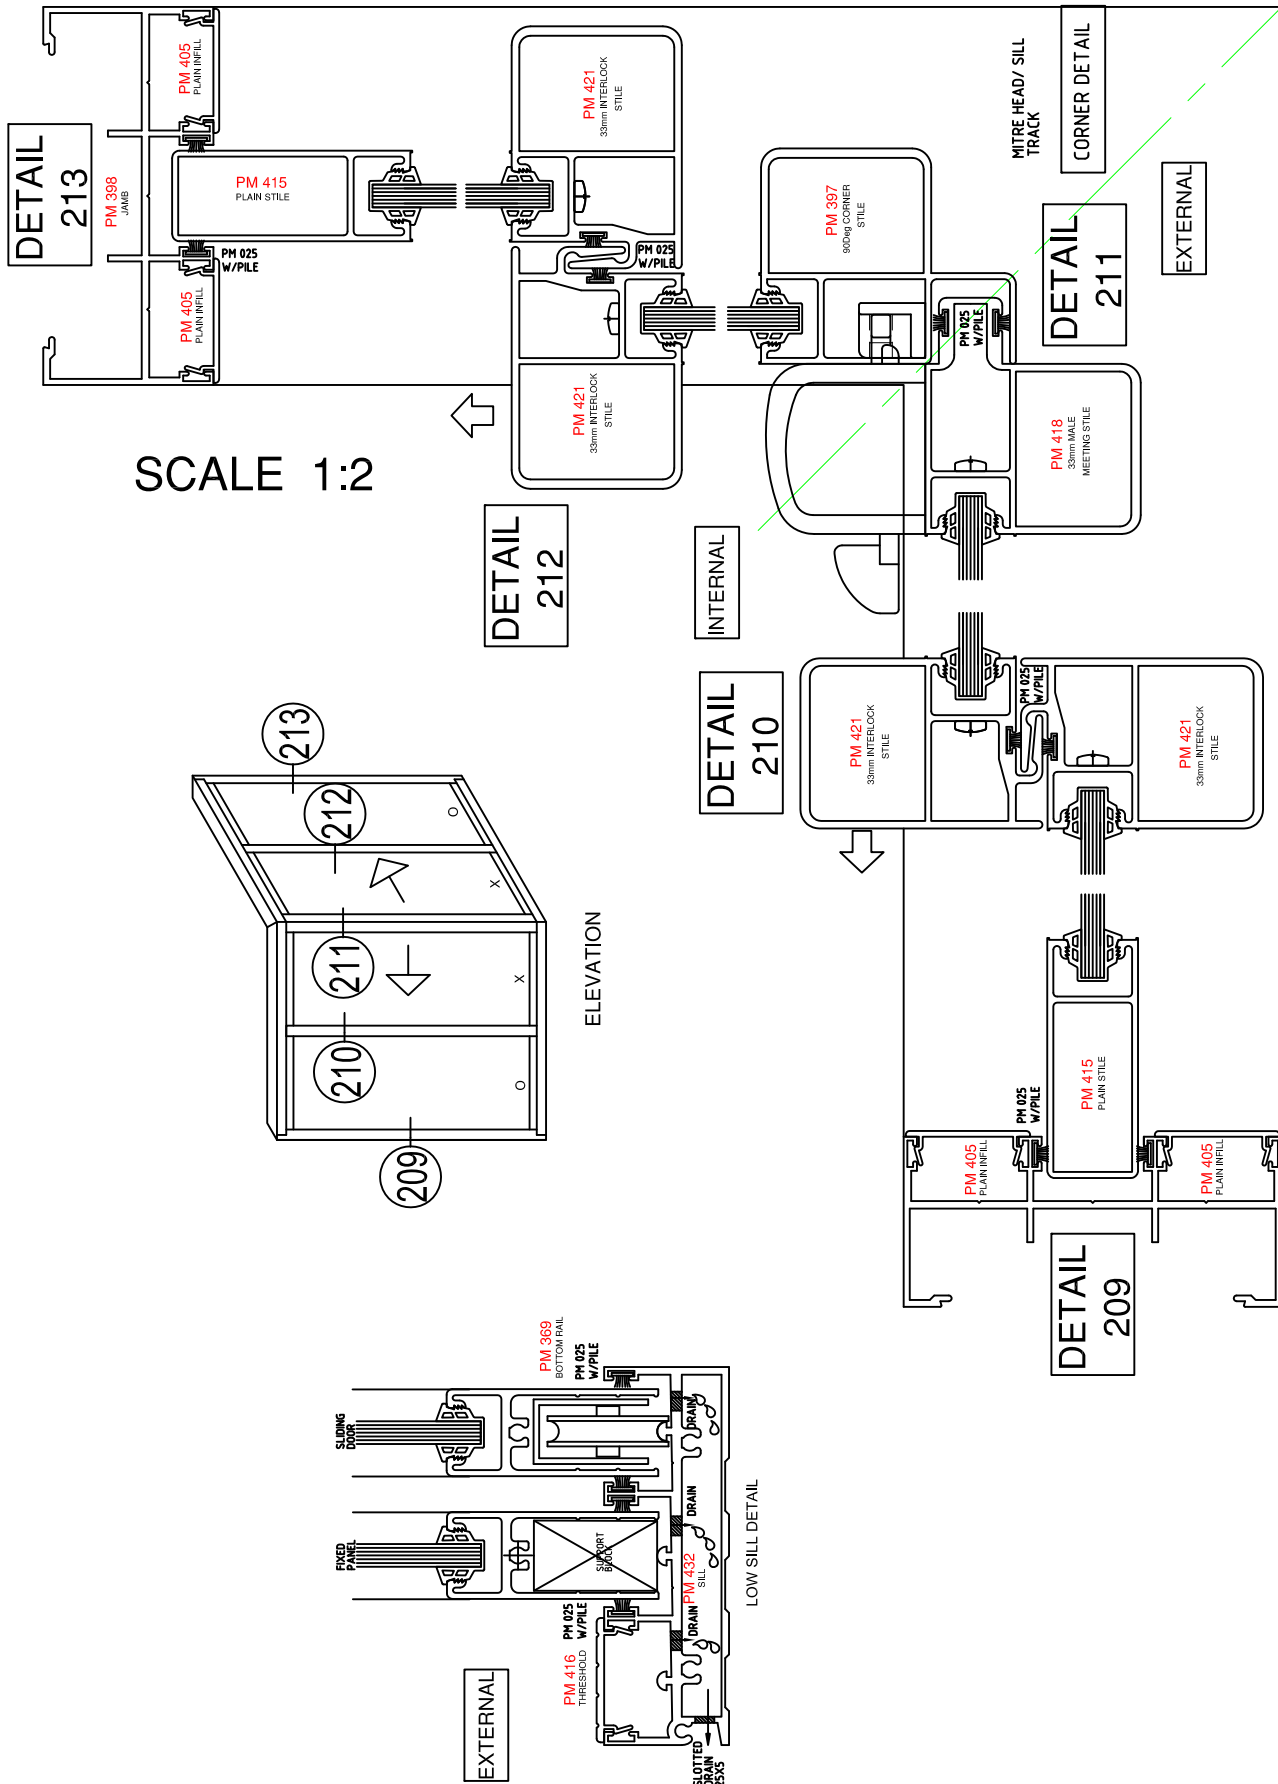 DETAIL
213
PM 398
JAMB
PM 405
PLAIN INFILL
PM 415
PLAIN STILE
PM 025
W/PILE
PM 405
PLAIN INFILL
PM 421
33mm INTERLOCK
STILE
PM 025
W/PILE
PM 421
33mm INTERLOCK
STILE
DETAIL
212
SCALE 1:2
PM 397
90Deg CORNER
STILE
MITRE HEAD/ SILL
TRACK
CORNER DETAIL
EXTERNAL
DETAIL
211
PM 025
W/PILE
PM 418
33mm MALE
MEETING STILE
INTERNAL
DETAIL
210
PM 421
33mm INTERLOCK
STILE
PM 025
W/PILE
PM 421
33mm INTERLOCK
STILE
PM 415
PLAIN STILE
PM 025
W/PILE
PM 405
PLAIN INFILL
PM 405
PLAIN INFILL
DETAIL
209
213
212
211
210
209
O
X
X
O
ELEVATION
SLIDING
DOOR
FIXED
PANEL
PM 369
BOTTOM RAIL
PM 025
W/PILE
SUPPORT
BLOCK
DRAIN
DRAIN
DRAIN
PM 432
SILL
PM 025
W/PILE
PM 416
THRESHOLD
EXTERNAL
SLOTTED
DRAIN
25X5
LOW SILL DETAIL